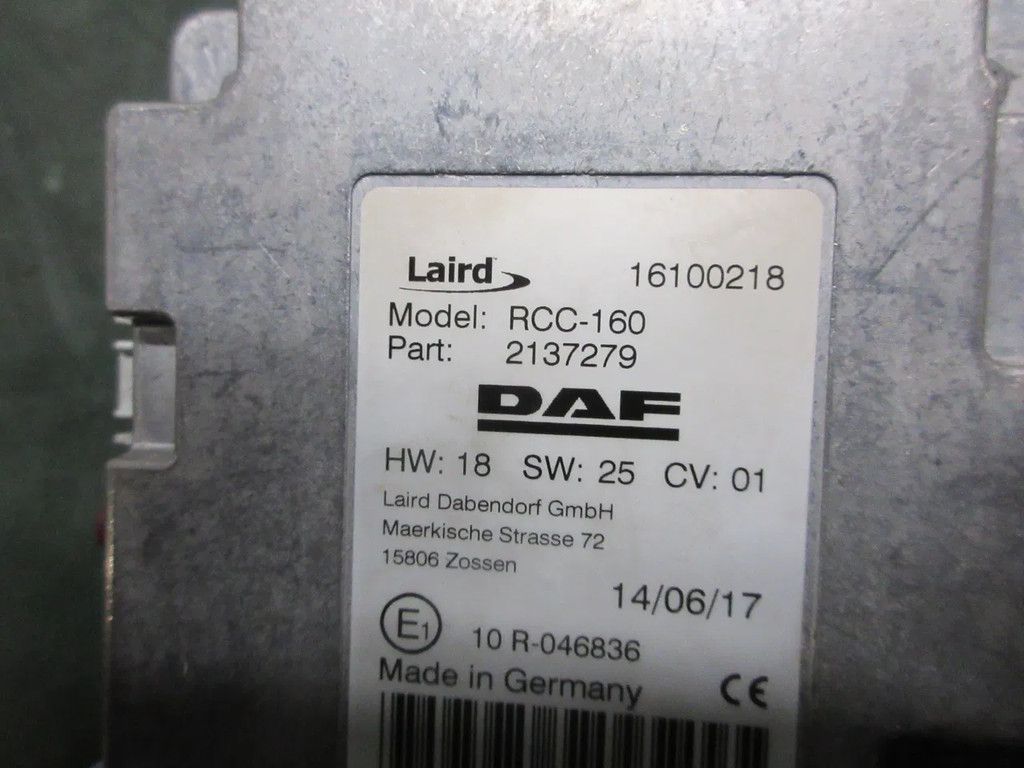 Laird 16100218
Model: RCC-160
Part: 2137279
DAF
HW: 18 SW: 25 CV: 01
Laird Dabendorf GmbH
Maerkische Strasse 72
15806 Zossen
14/06/17
E1 10 R-046836
Made in Germany CE